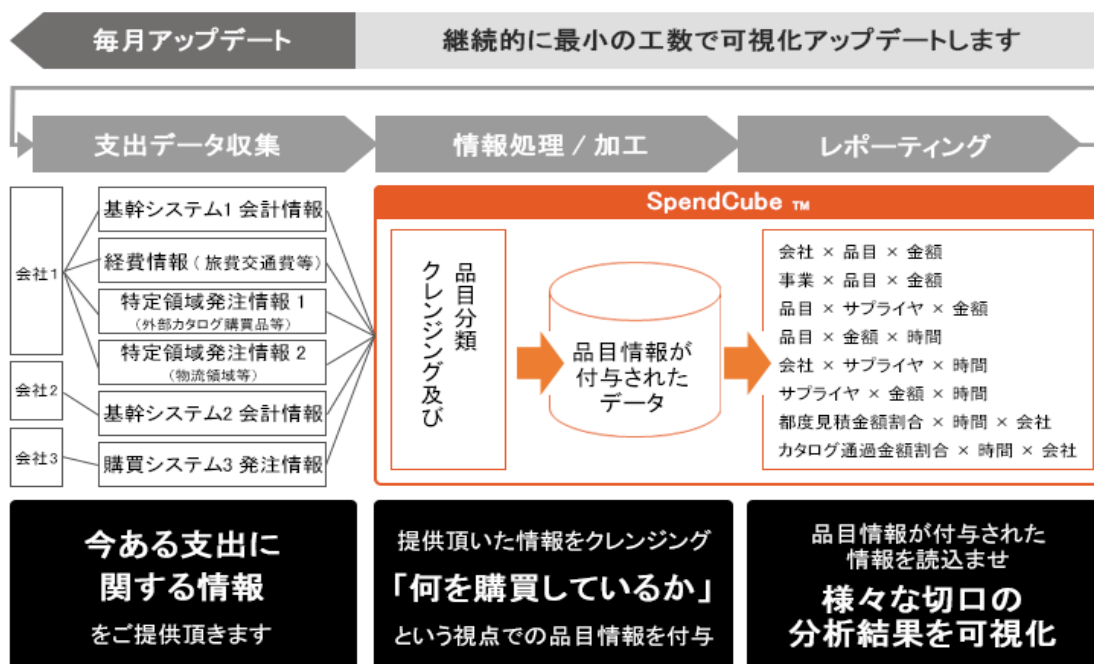 毎月アップデート
継続的に最小の工数で可視化アップデートします
支出データ収集
情報処理 / 加工
レポーティング
会社1
会社2
会社3
基幹システム1 会計情報
経費情報 ( 旅費交通費等)
特定領域発注情報 1
(外部カタログ購買品等)
特定領域発注情報 2
(物流領域等)
基幹システム2 会計情報
購買システム3 発注情報
SpendCube ™
品目分類
クレンジング及び
品目情報が
付与された
データ
会社 × 品目 × 金額
事業 × 品目 × 金額
品目 × サプライヤ × 金額
品目 × 金額 × 時間
会社 × サプライヤ × 時間
サプライヤ × 金額 × 時間
都度見積金額割合 × 時間 × 会社
カタログ通過金額割合 × 時間 × 会社
今ある支出に
関する情報
をご提供頂きます
提供頂いた情報をクレンジング
「何を購買しているか」
という視点での品目情報を付与
品目情報が付与された
情報を読込ませ
様々な切口の
分析結果を可視化